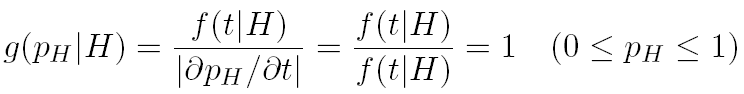 g(p_H|H) = \frac{f(t|H)}{|\partial p_H/\partial t|} = \frac{f(t|H)}{f(t|H)} = 1 \quad (0 \leq p_H \leq 1)